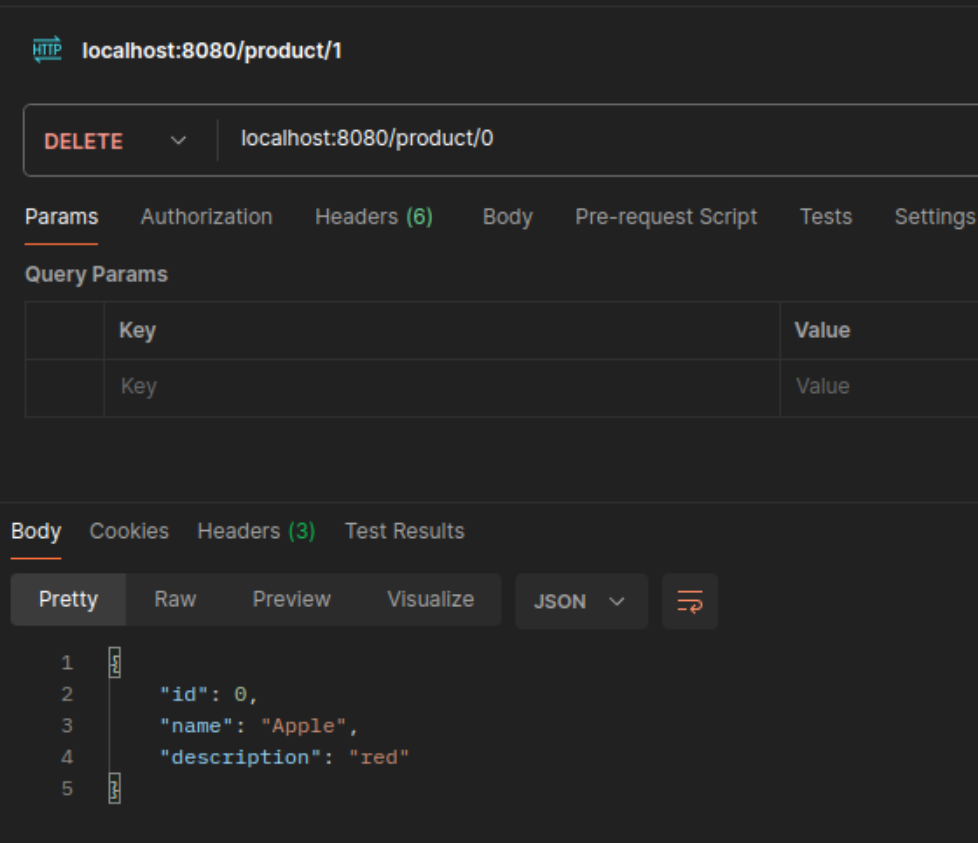 HTTP localhost:8080/product/1
DELETE localhost:8080/product/0
Params Authorization Headers (6) Body Pre-request Script Tests Settings
Query Params
Key Value
Key Value
Body Cookies Headers (3) Test Results
Pretty Raw Preview Visualize JSON
1 {
2 "id": 0,
3 "name": "Apple",
4 "description": "red"
5 }